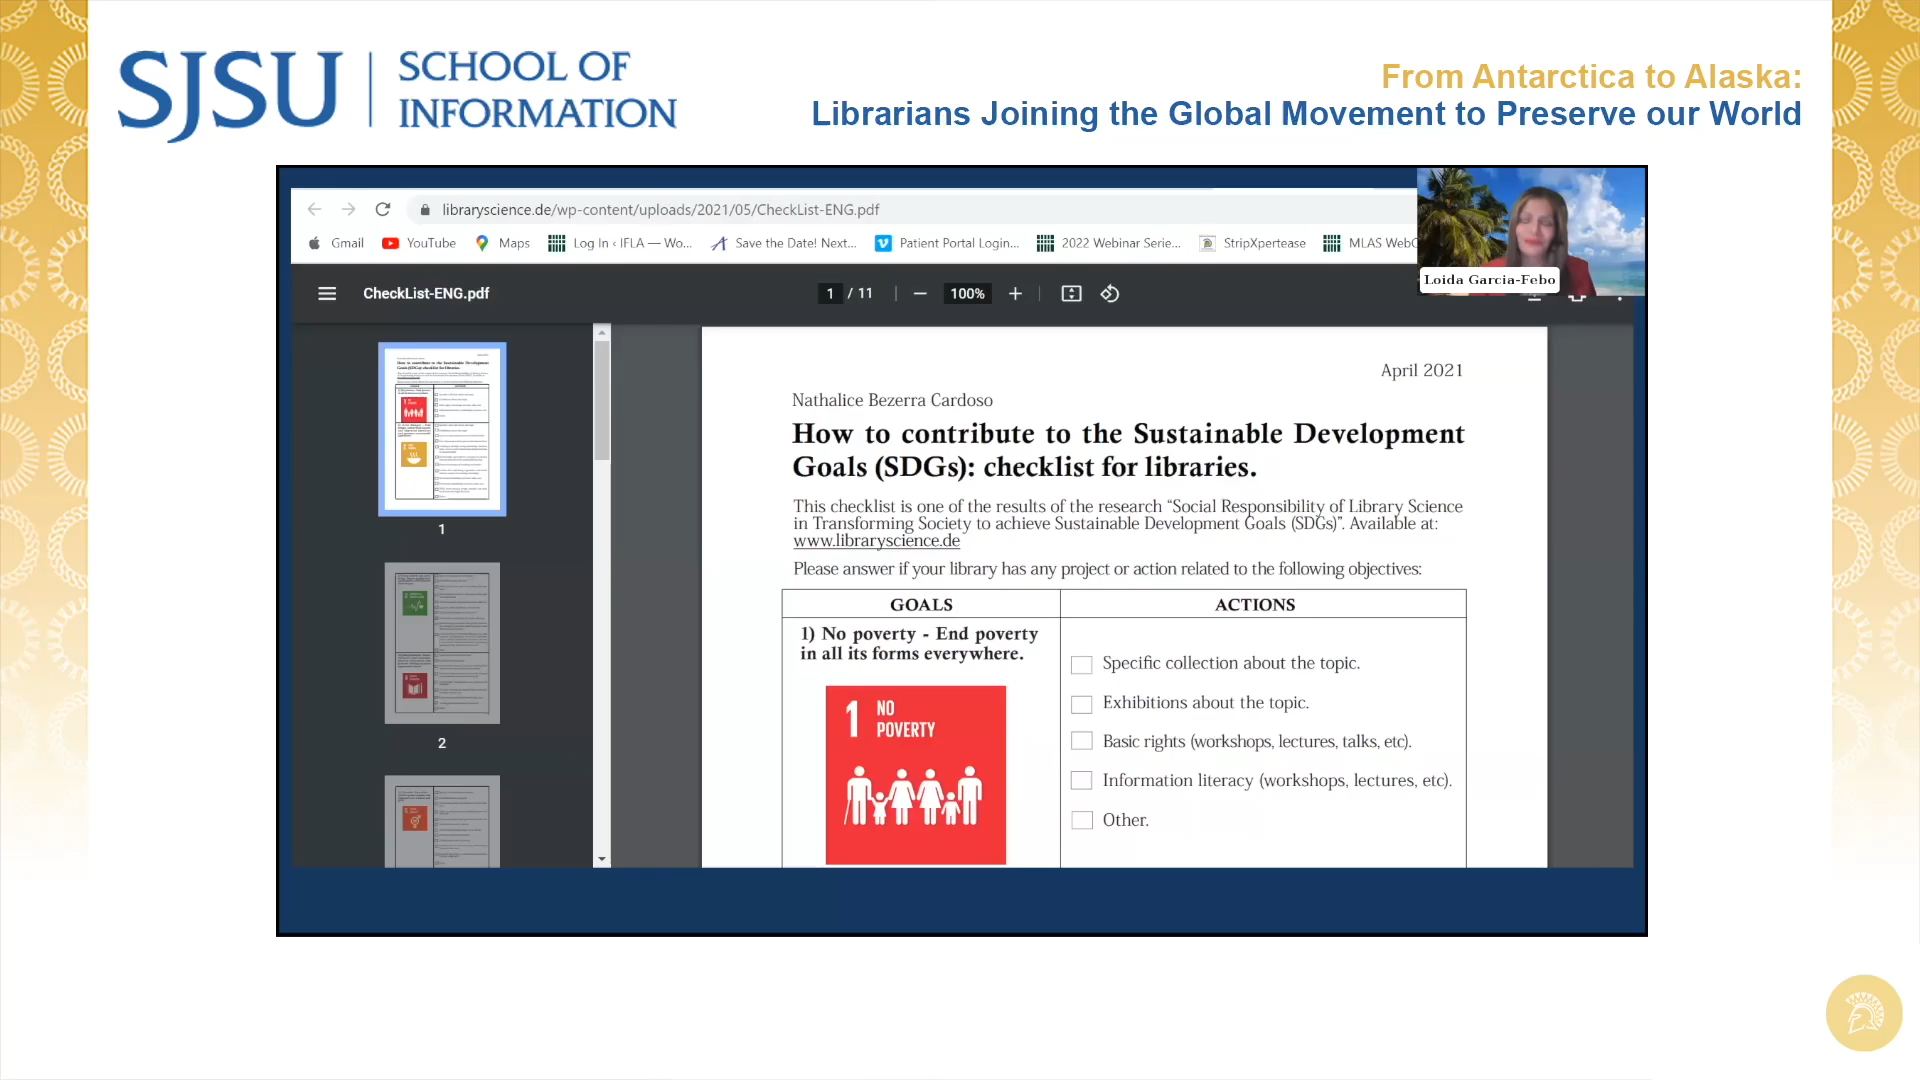 SJSU
SCHOOL OF
INFORMATION
From Antarctica to Alaska:
Librarians Joining the Global Movement to Preserve our World
libraryscience.de/wp-content/uploads/2021/05/CheckList-ENG.pdf
Gmail YouTube Maps Log In ‹ IFLA — Wo... Save the Date! Next... Patient Portal Login... 2022 Webinar Serie... StripXpertease MLAS WebC
Loida Garcia-Febo
CheckList-ENG.pdf
1 / 11 100%
1
2
April 2021
Nathalice Bezerra Cardoso
How to contribute to the Sustainable Development
Goals (SDGs): checklist for libraries.
This checklist is one of the results of the research “Social Responsibility of Library Science
in Transforming Society to achieve Sustainable Development Goals (SDGs)”. Available at:
www.libraryscience.de
Please answer if your library has any project or action related to the following objectives:
GOALS
ACTIONS
1) No poverty - End poverty
in all its forms everywhere.
1 NO
POVERTY
Specific collection about the topic.
Exhibitions about the topic.
Basic rights (workshops, lectures, talks, etc).
Information literacy (workshops, lectures, etc).
Other.